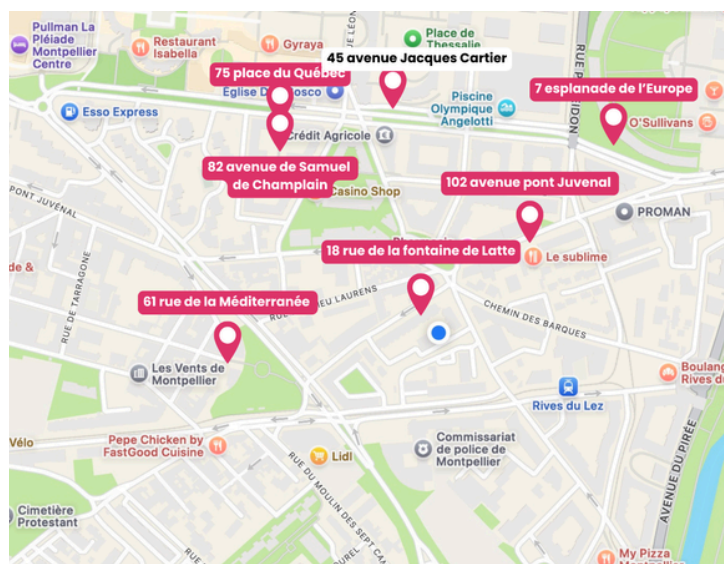 Pullman La
Pléiade
Montpellier
Centre
Restaurant
Isabella
Gyraya
RUE LÉON
Place de
Thessalie
45 avenue Jacques Cartier
75 place du Québec
Esso Express
Piscine
Olympique
Angelotti
7 esplanade de l'Europe
O'Sullivans
Crédit Agricole
82 avenue de Samuel
de Champlain
Casino Shop
102 avenue pont Juvenal
PONT JUVÉNAL
PROMAN
18 rue de la fontaine de Latte
Le sublime
de &
RUE DE TARRAGONE
61 rue de la Méditerranée
CHEMIN DES BARQUES
Les Vents de
Montpellier
Boulang
Rives du
Rives du Lez
Vélo
Pepe Chicken by
FastGood Cuisine
Lidl
Commissariat
de police de
Montpellier
AVENUE DU PIRÉE
RUE DU MOULIN DES SEPT CA
Cimetière
Protestant
My Pizza